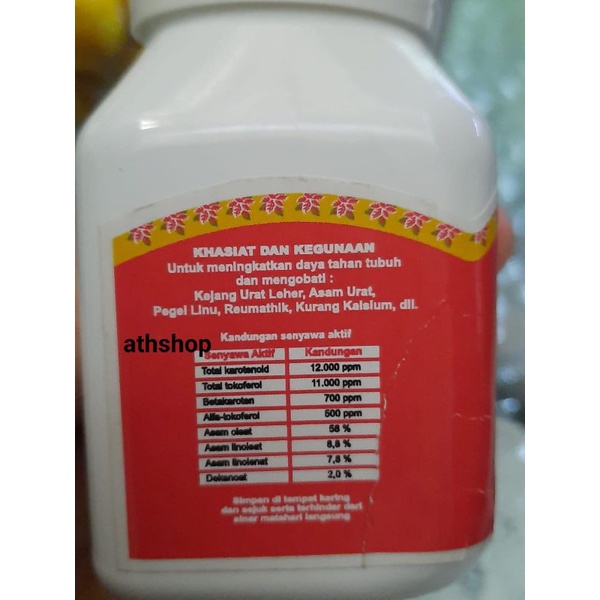 KHASIAT DAN KEGUNAAN
Untuk meningkatkan daya tahan tubuh
dan mengobati :
Kejang Urat Leher, Asam Urat,
Pegel Linu, Reumathik, Kurang Kalsium, dll.
Kandungan senyawa aktif
athshop
Senyawa Aktif Kandungan
Total karotenoid 12.000 ppm
Total tokoferol 11.000 ppm
Betakaroten 700 ppm
Alfa-tokoferol 500 ppm
Asam oleat 58 %
Asam linoleat 8,8 %
Asam linolenat 7,8 %
Dekanoat 2,0 %
Simpan di tempat kering
dan sejuk serta terhindar dari
sinar matahari langsung